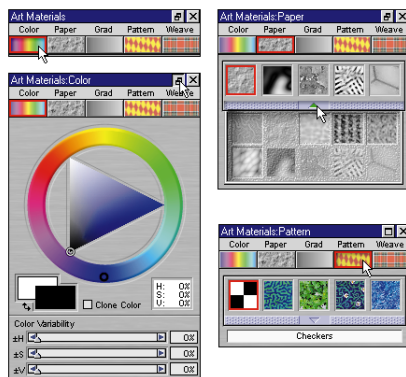 Art Materials
Color Paper Grad Pattern Weave
Art Materials:Color
Color Paper Grad Pattern Weave
H: 0%
S: 0%
V: 0%
Clone Color
Color Variability
±H 0%
±S 0%
±V 0%
Art Materials:Paper
Color Paper Grad Pattern Weave
Art Materials:Pattern
Color Paper Grad Pattern Weave
Checkers